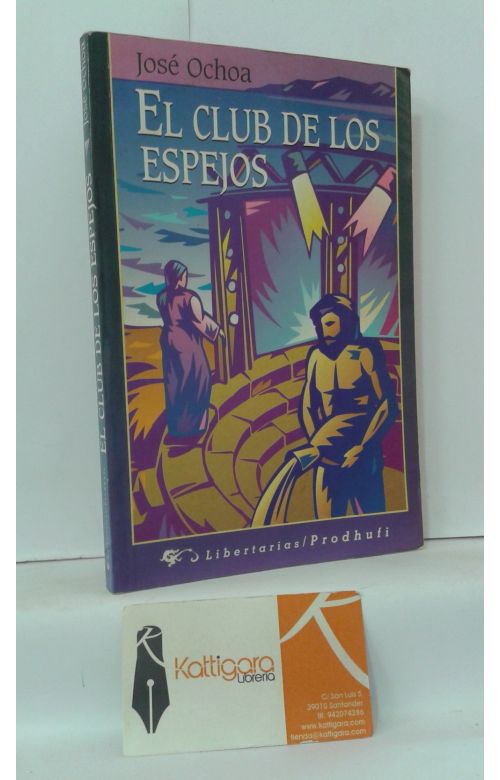 José Ochoa
EL CLUB DE LOS
ESPEJOS
EL CLUB DE LOS ESPEJOS
Libertarias/Prodhufi
Kattigara
Librería
C/ San Luis 5,
39010 Santander
tlf. 942074286
www.kattigara.com
tienda@kattigara.com